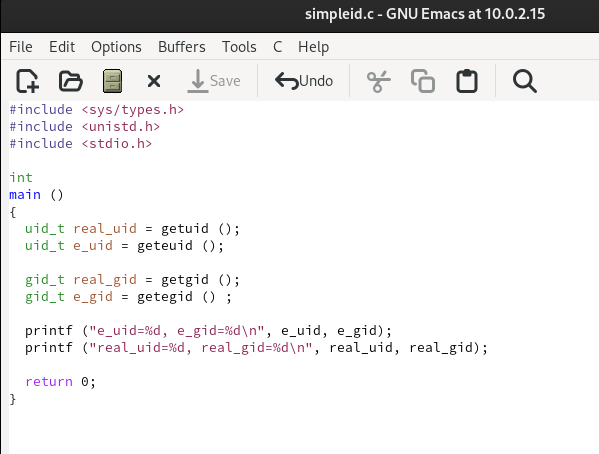 simpleid.c - GNU Emacs at 10.0.2.15
File Edit Options Buffers Tools C Help
Save Undo
#include <sys/types.h>
#include <unistd.h>
#include <stdio.h>

int
main ()
{
  uid_t real_uid = getuid ();
  uid_t e_uid = geteuid ();

  gid_t real_gid = getgid ();
  gid_t e_gid = getegid () ;

  printf ("e_uid=%d, e_gid=%d\n", e_uid, e_gid);
  printf ("real_uid=%d, real_gid=%d\n", real_uid, real_gid);

  return 0;
}